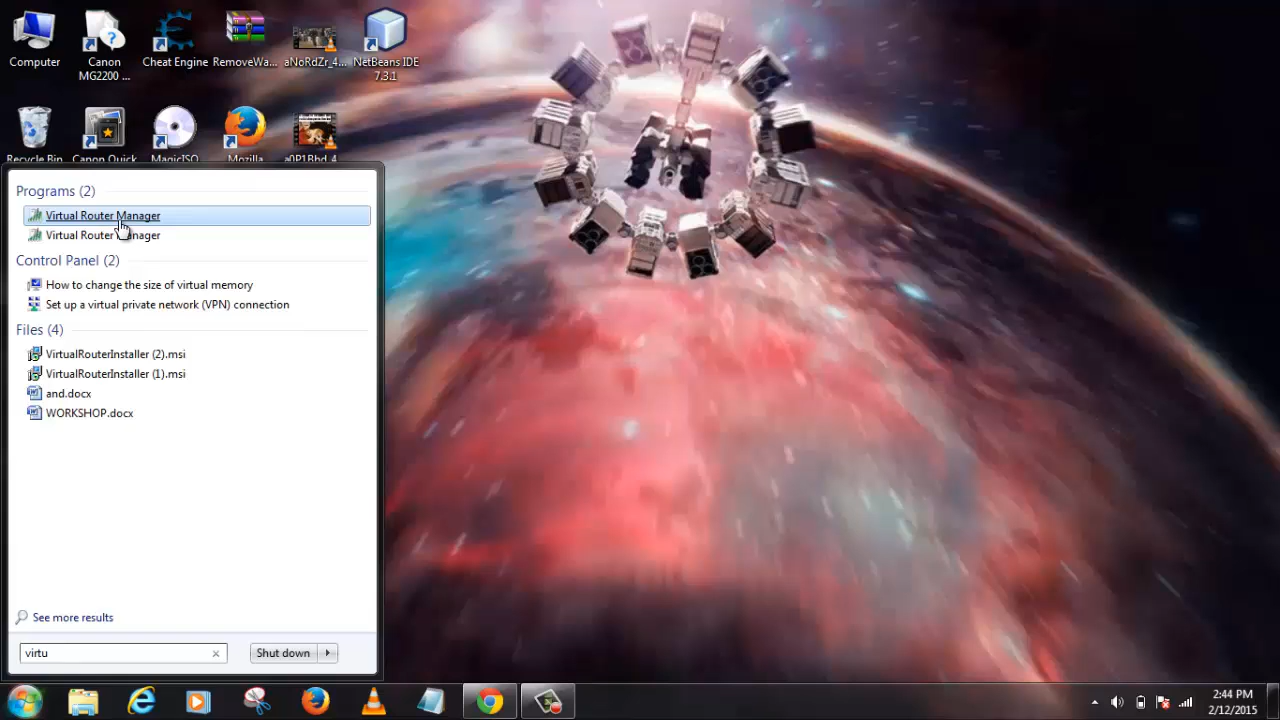 Computer
Canon MG2200 ...
Cheat Engine
RemoveWa...
aNoRdZr_4...
NetBeans IDE 7.3.1
Recycle Bin
Canon Quick
MagicISO
Mozilla
a0P1Bhd_4
Programs (2)
Virtual Router Manager
Virtual Router Manager
Control Panel (2)
How to change the size of virtual memory
Set up a virtual private network (VPN) connection
Files (4)
VirtualRouterInstaller (2).msi
VirtualRouterInstaller (1).msi
and.docx
WORKSHOP.docx
See more results
virtu
Shut down
2:44 PM
2/12/2015